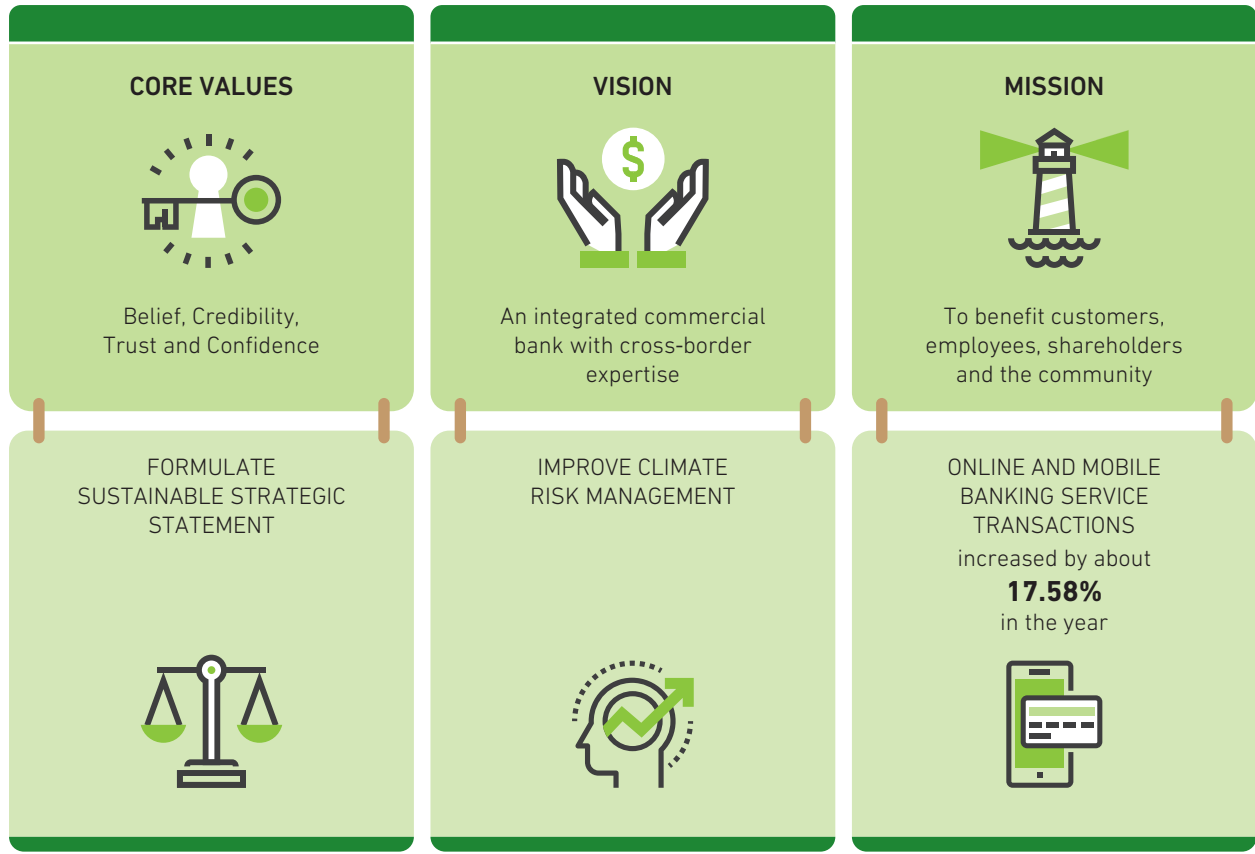 CORE VALUES
Belief, Credibility,
Trust and Confidence
VISION
An integrated commercial
bank with cross-border
expertise
MISSION
To benefit customers,
employees, shareholders
and the community
FORMULATE
SUSTAINABLE STRATEGIC
STATEMENT
IMPROVE CLIMATE
RISK MANAGEMENT
ONLINE AND MOBILE
BANKING SERVICE
TRANSACTIONS
increased by about
17.58%
in the year
$